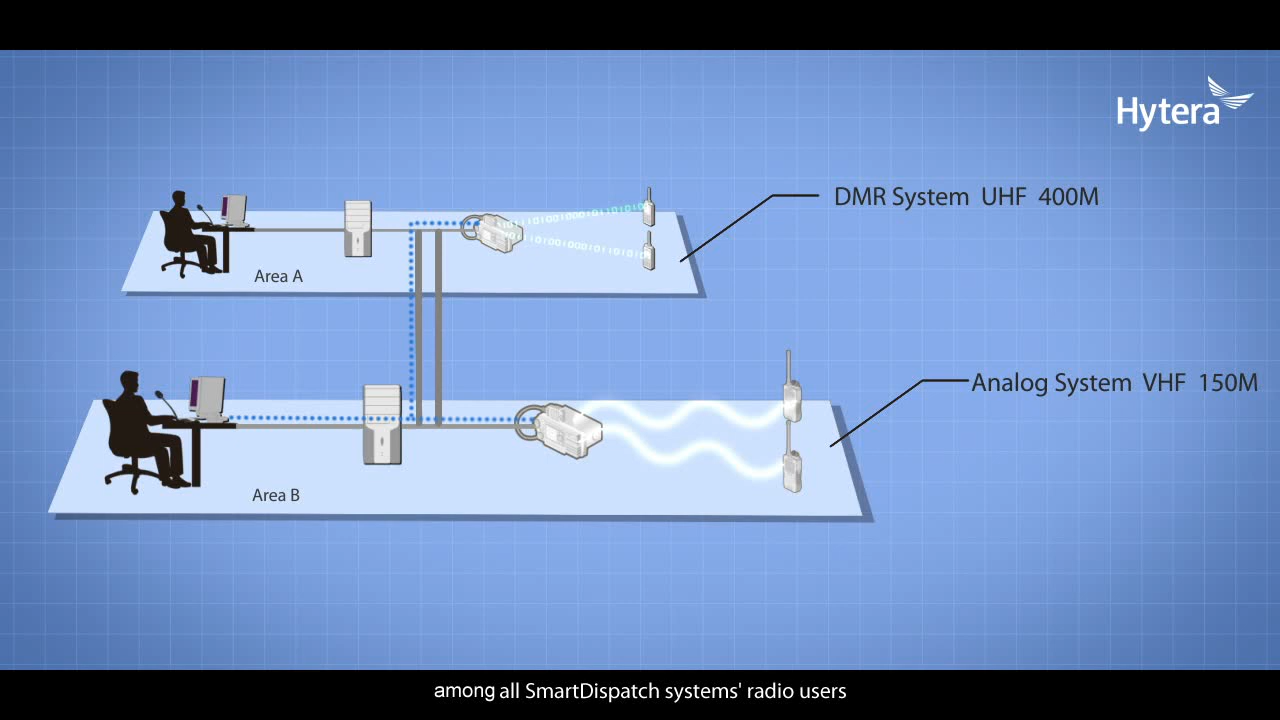 Hytera
DMR System UHF 400M
Area A
Analog System VHF 150M
Area B
among all SmartDispatch systems' radio users